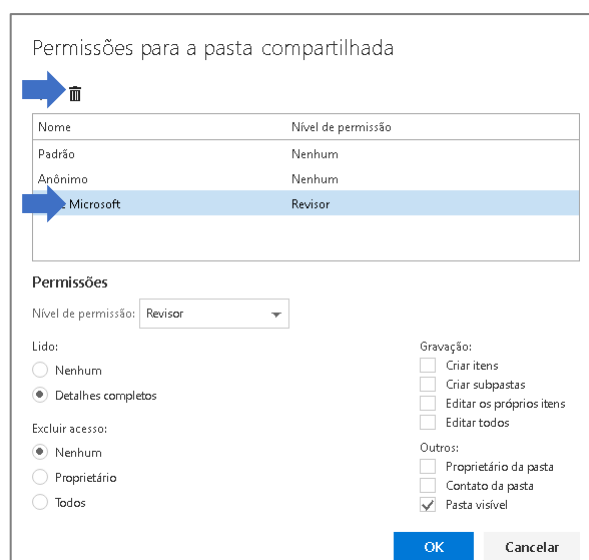 Permissões para a pasta compartilhada
Nome Nível de permissão
Padrão Nenhum
Anônimo Nenhum
Microsoft Revisor
Permissões
Nível de permissão: Revisor
Lido:
Nenhum
Detalhes completos
Excluir acesso:
Nenhum
Proprietário
Todos
Gravação:
Criar itens
Criar subpastas
Editar os próprios itens
Editar todos
Outros:
Proprietário da pasta
Contato da pasta
Pasta visível
OK Cancelar